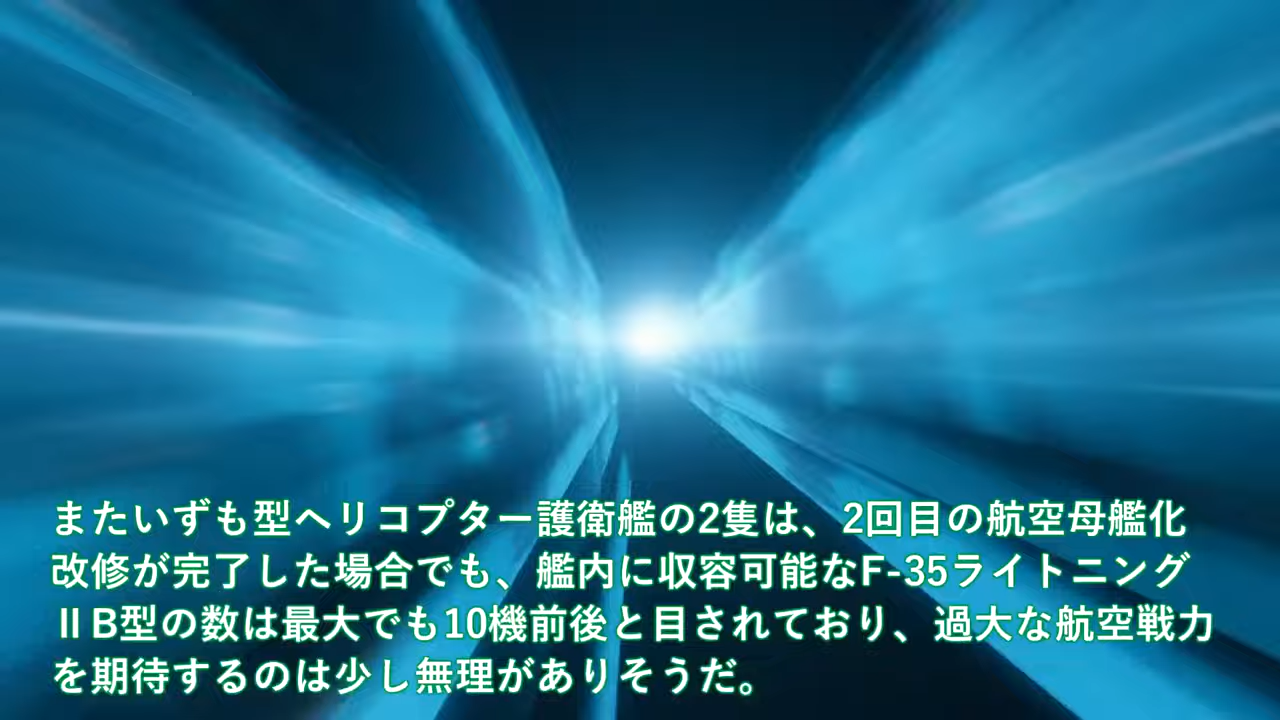 またいずも型ヘリコプター護衛艦の2隻は、2回目の航空母艦化
改修が完了した場合でも、艦内に収容可能なF-35ライトニング
ⅡB型の数は最大でも10機前後と目されており、過大な航空戦力
を期待するのは少し無理がありそうだ。